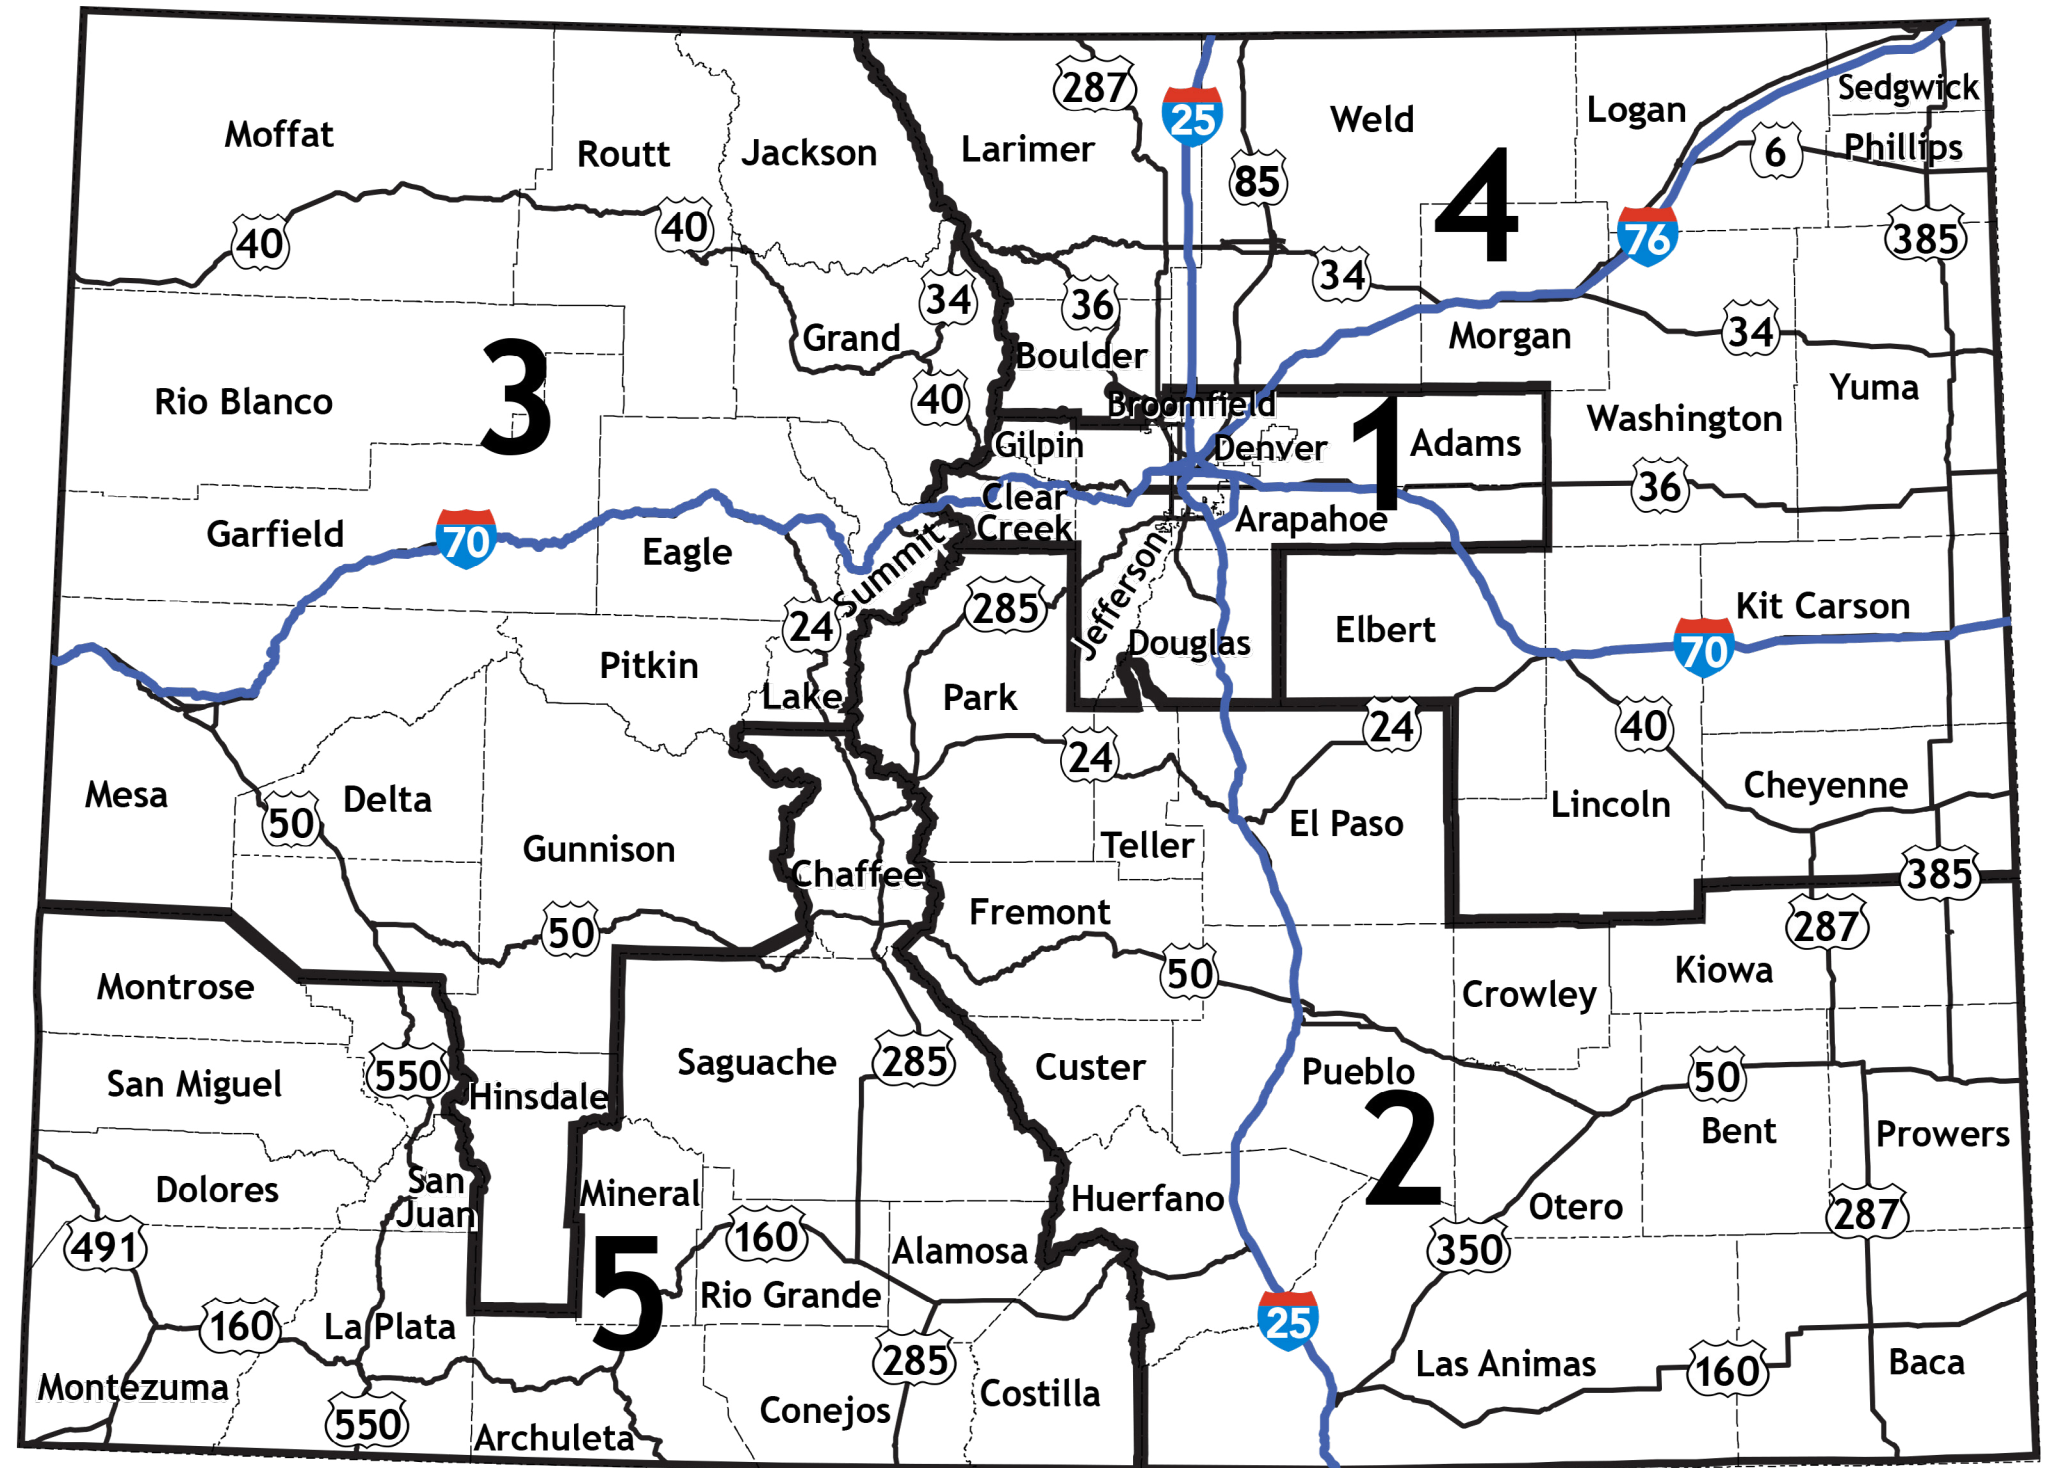 287
25
85
Weld
Logan
Sedgwick
Moffat
Routt
Jackson
Larimer
4
6
Phillips
40
40
76
385
34
34
36
34
Grand
Boulder
Morgan
3
Rio Blanco
40
Broomfield
Yuma
Gilpin
Denver
1
Adams
Washington
Garfield
70
Eagle
Summit
Clear
Creek
Arapahoe
36
24
285
Jefferson
Douglas
Elbert
Kit Carson
70
Pitkin
Lake
Park
24
24
40
Mesa
50
Delta
Gunnison
Chaffee
Teller
El Paso
Lincoln
Cheyenne
385
50
Fremont
50
287
Montrose
Crowley
Kiowa
San Miguel
550
Hinsdale
Saguache
285
Custer
Pueblo
50
2
Bent
Prowers
Dolores
San
Juan
Mineral
Huerfano
Otero
287
491
160
Alamosa
350
5
Rio Grande
160
La Plata
285
25
Las Animas
160
Baca
Montezuma
550
Archuleta
Conejos
Costilla